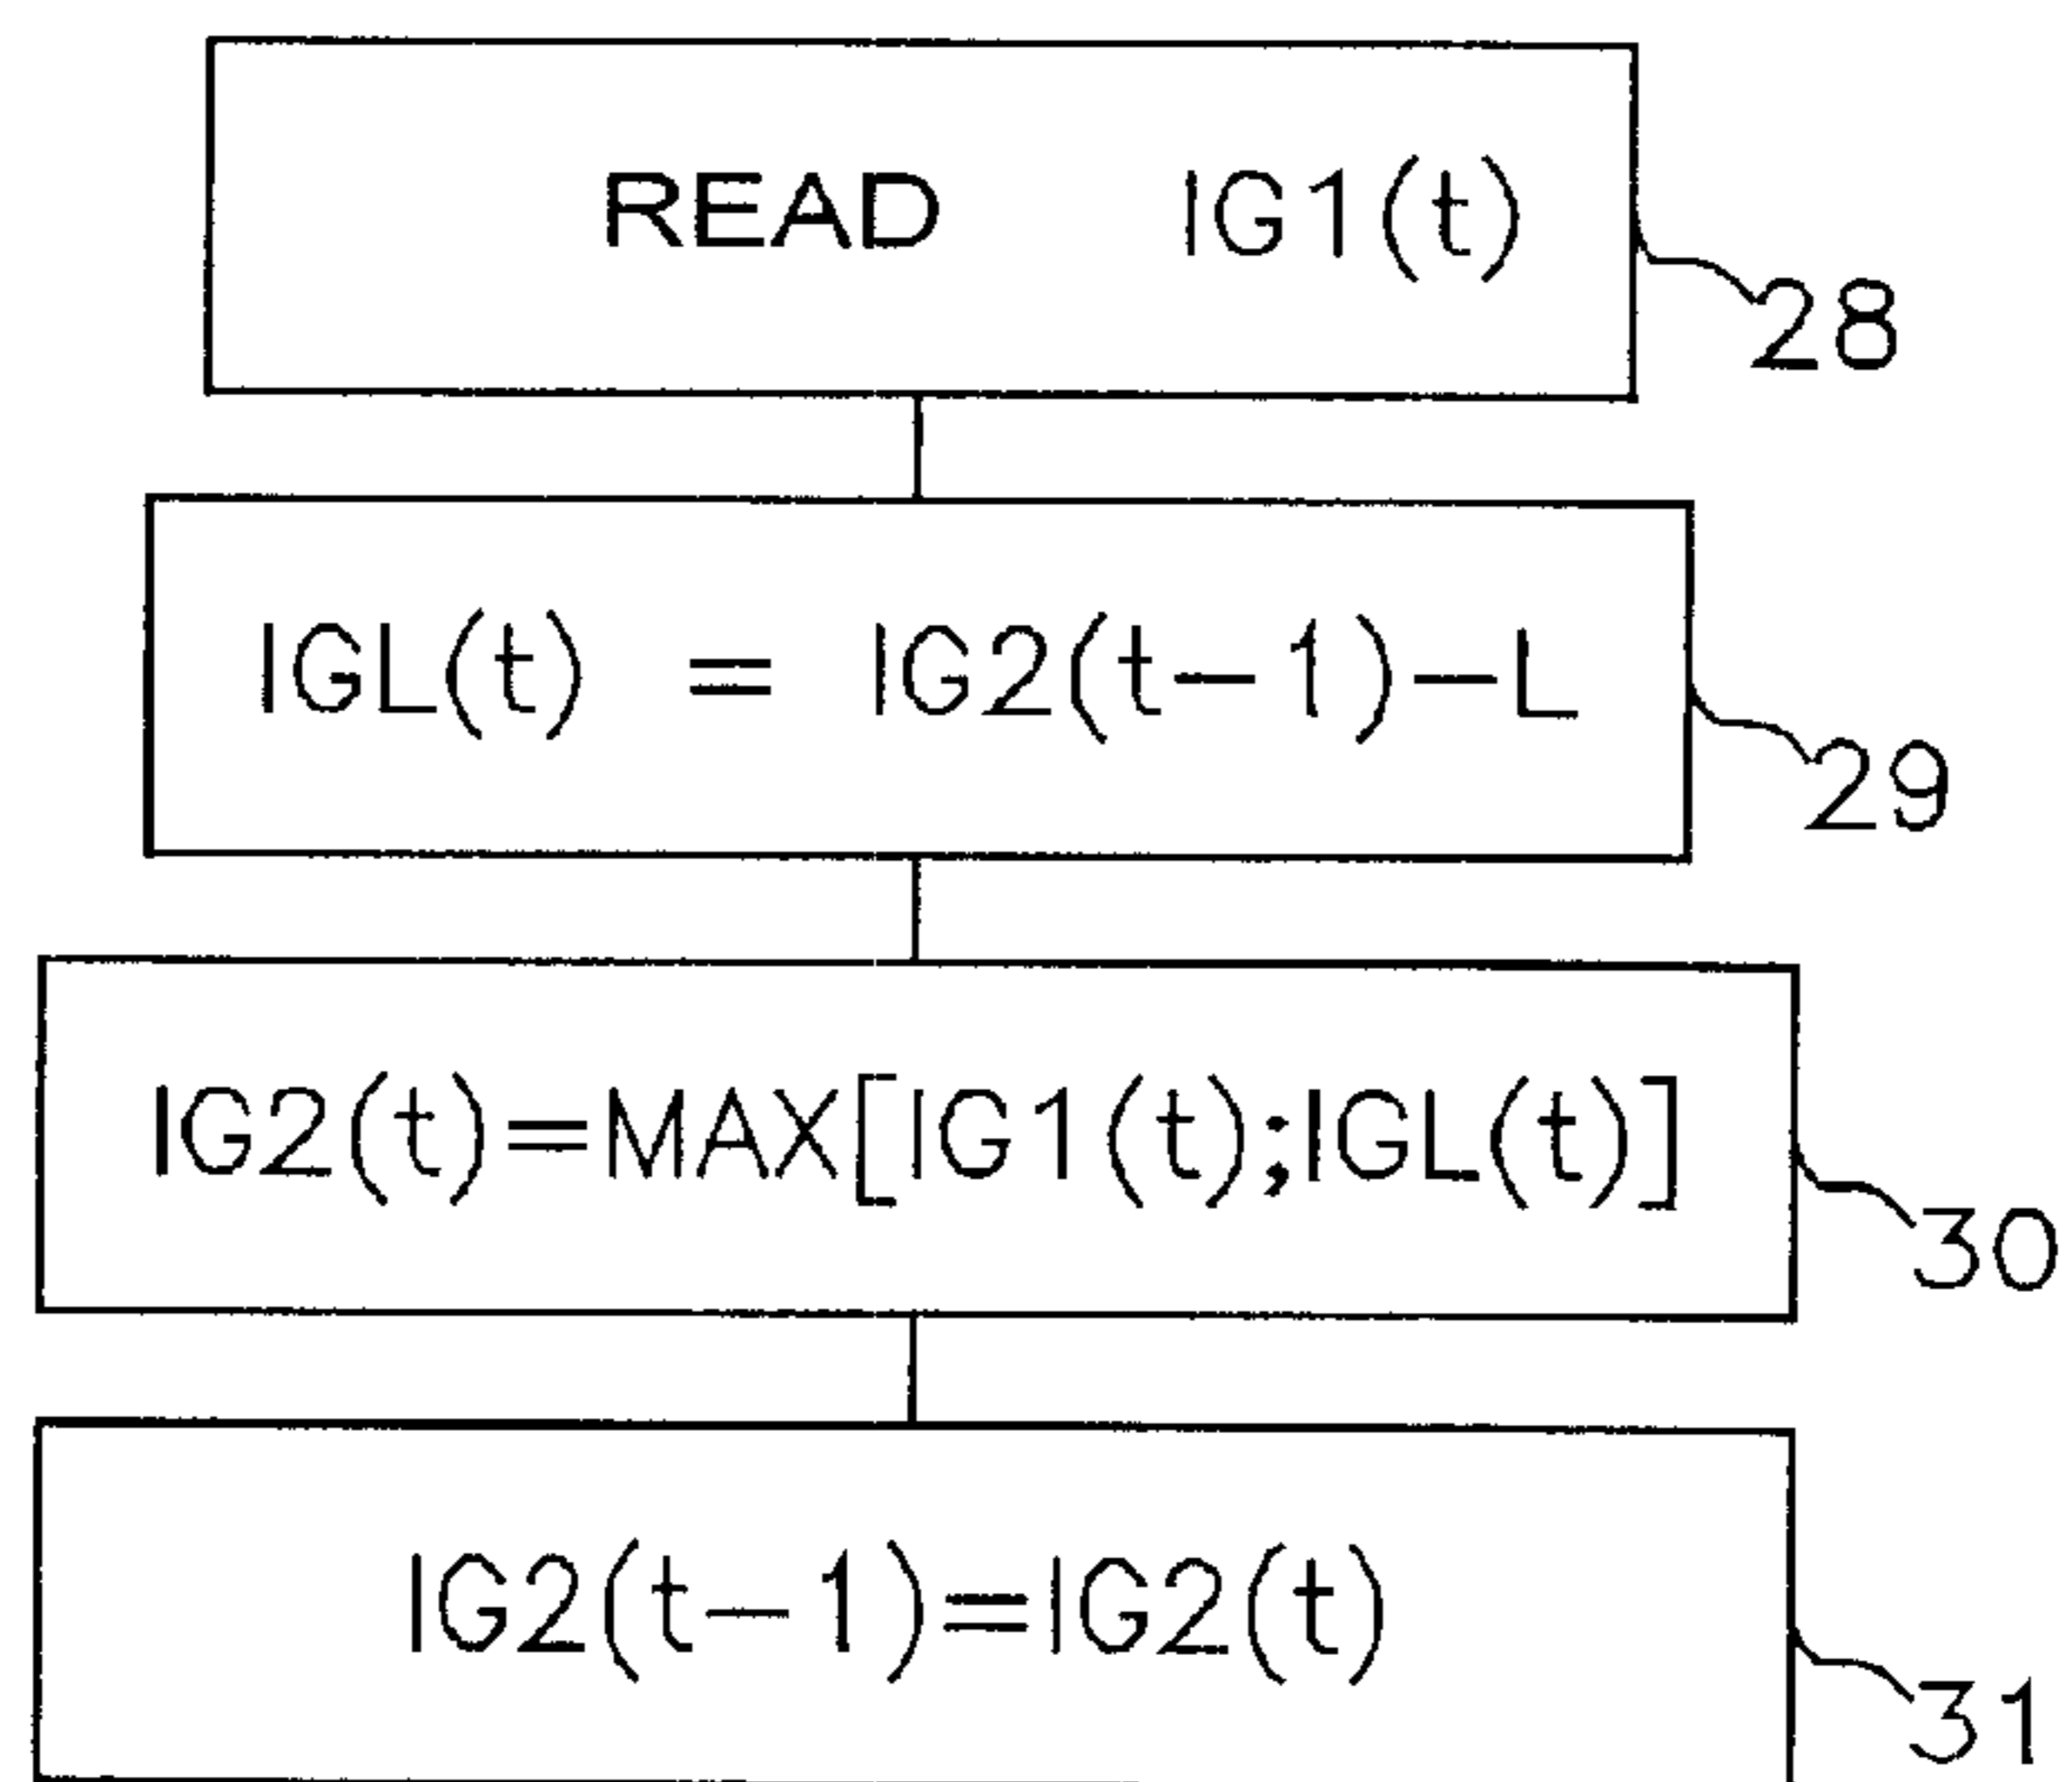 READ IG1(t)
28
IGL(t) = IG2(t-1)-L
29
IG2(t)=MAX[IG1(t);IGL(t)]
30
IG2(t-1)=IG2(t)
31